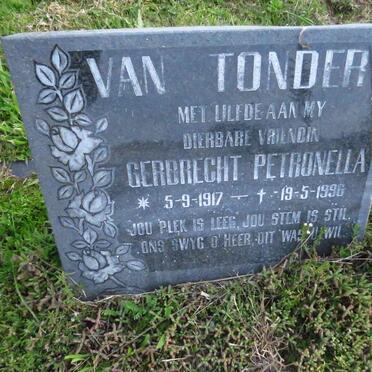 VAN TONDER
MET LIEFDE AAN MY
DIERBARE VRIENDIN
GERBRECHT PETRONELLA
* 5-9-1917 — † 19-5-1996
JOU PLEK IS LEEG, JOU STEM IS STIL,
ONS SWYG O' HEER, DIT WAS U WIL.